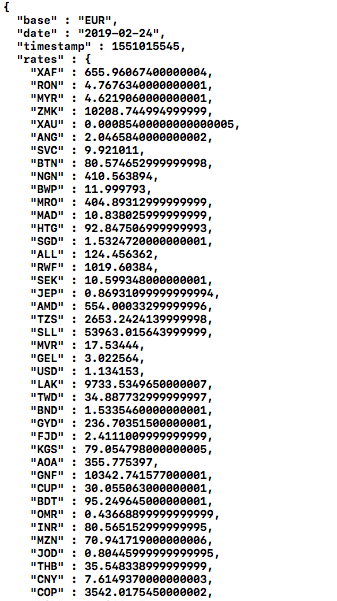 {
"base" : "EUR",
"date" : "2019-02-24",
"timestamp" : 1551015545,
"rates" : {
"XAF" : 655.96067400000004,
"RON" : 4.7676340000000001,
"MYR" : 4.6219060000000001,
"ZMK" : 10208.744994999999,
"XAU" : 0.00085400000000000005,
"ANG" : 2.0465840000000002,
"SVC" : 9.921011,
"BTN" : 80.574652999999998,
"NGN" : 410.563894,
"BWP" : 11.999793,
"MRO" : 404.89312999999999,
"MAD" : 10.838025999999999,
"HTG" : 92.847506999999993,
"SGD" : 1.5324720000000001,
"ALL" : 124.456362,
"RWF" : 1019.60384,
"SEK" : 10.599348000000001,
"JEP" : 0.86931099999999994,
"AMD" : 554.00033299999996,
"TZS" : 2653.2424139999998,
"SLL" : 53963.015643999999,
"MVR" : 17.53444,
"GEL" : 3.022564,
"USD" : 1.134153,
"LAK" : 9733.5349650000007,
"TWD" : 34.887732999999997,
"BND" : 1.5335460000000001,
"GYD" : 236.70351500000001,
"FJD" : 2.4111009999999999,
"KGS" : 79.054798000000005,
"AOA" : 355.775397,
"GNF" : 10342.741577000001,
"CUP" : 30.055063000000001,
"BDT" : 95.249645000000001,
"OMR" : 0.43668899999999999,
"INR" : 80.565152999999995,
"MZN" : 70.941719000000006,
"JOD" : 0.80445999999999995,
"THB" : 35.548338999999999,
"CNY" : 7.6149370000000003,
"COP" : 3542.0175450000002,